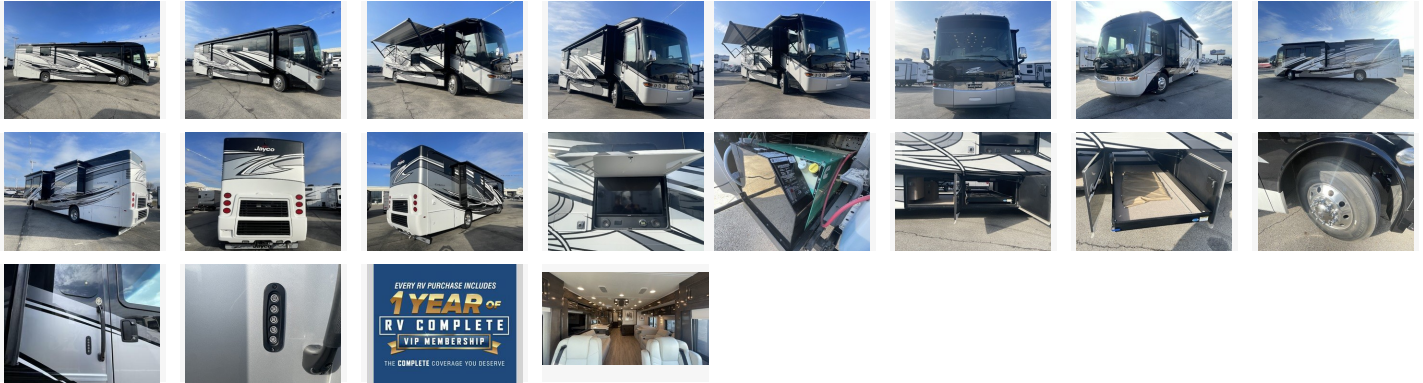 Jayco
EVERY RV PURCHASE INCLUDES
1 YEAR OF
RV COMPLETE
VIP MEMBERSHIP
THE COMPLETE COVERAGE YOU DESERVE